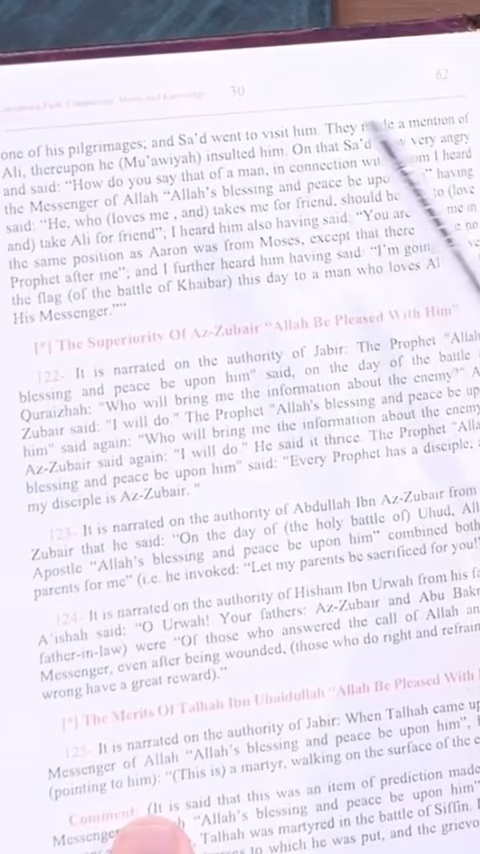 30
62
one of his pilgrimages; and Sa'd went to visit him. They a mention of
Ali, thereupon he (Mu'awiyah) insulted him. On that Sa'd very angry
and said: "How do you say that of a man, in connection I heard
the Messenger of Allah "Allah's blessing and peace be having
said: "He, who (loves me , and) takes me for friend, should (love
and) take Ali for friend"; I heard him also having said: "You are me in
the same position as Aaron was from Moses, except that there no
Prophet after me"; and I further heard him having said: "I'm
the flag (of the battle of Khaibar) this day to a man who loves
His Messenger.""
[*] The Superiority Of Az-Zubair "Allah Be Pleased With Him"
122- It is narrated on the authority of Jabir: The Prophet "Allah
blessing and peace be upon him" said, on the day of the battle
Quraizhah: "Who will bring me the information about the enemy?"
Zubair said: "I will do." The Prophet "Allah's blessing and peace be up
him" said again: "Who will bring me the information about the enemy
Az-Zubair said again: "I will do." He said it thrice. The Prophet "Alla
blessing and peace be upon him" said: "Every Prophet has a disciple;
my disciple is Az-Zubair. "
123- It is narrated on the authority of Abdullah Ibn Az-Zubair from
Zubair that he said: "On the day of (the holy battle of) Uhud, All
Apostle "Allah's blessing and peace be upon him" combined both
parents for me" (i.e. he invoked: "Let my parents be sacrificed for you!"
124- It is narrated on the authority of Hisham Ibn Urwah from his fa
A'ishah said: "O Urwah! Your fathers: Az-Zubair and Abu Bakr
father-in-law) were "Of those who answered the call of Allah an
Messenger, even after being wounded, (those who do right and refrain
wrong have a great reward)."
[*] The Merits Of Talhah Ibn Ubaidullah "Allah Be Pleased With
125- It is narrated on the authority of Jabir: When Talhah came up
Messenger of Allah "Allah's blessing and peace be upon him",
(pointing to him): "(This is) a martyr, walking on the surface of the
Comment: (It is said that this was an item of prediction made
Messenger "Allah's blessing and peace be upon him"
Talhah was martyred in the battle of Siffin.
to which he was put, and the grievo